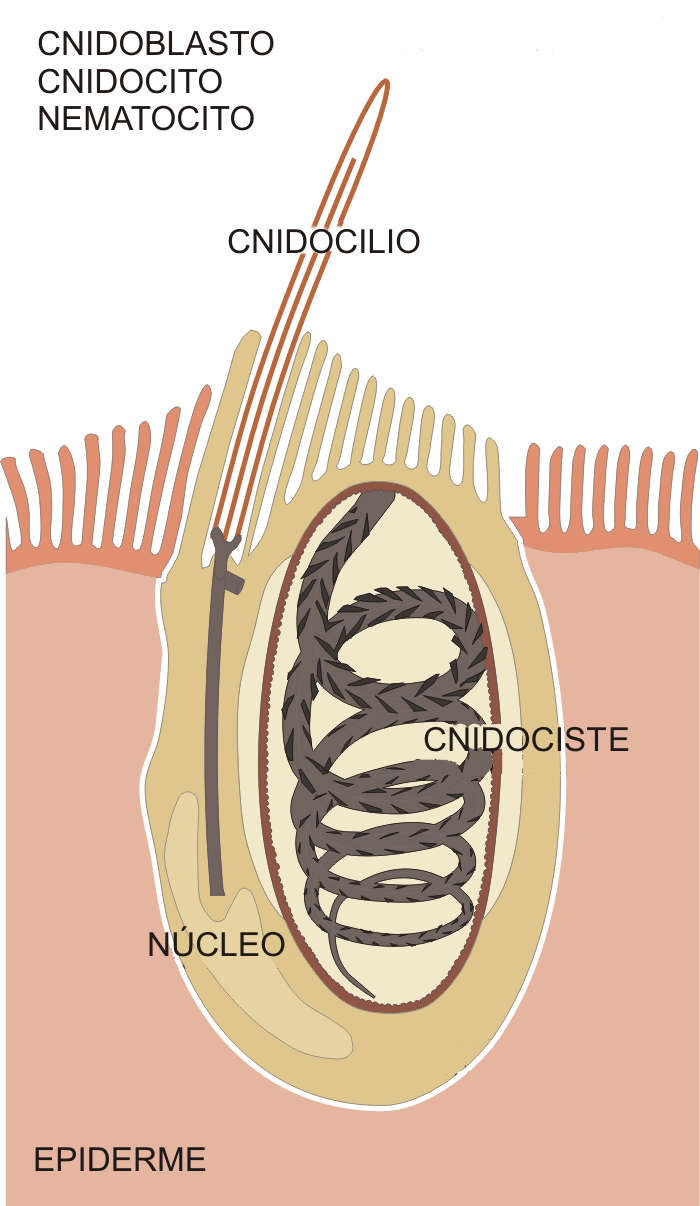 CNIDOBLASTO
CNIDOCITO
NEMATOCITO
CNIDOCILIO
CNIDOCISTE
NÚCLEO
EPIDERME